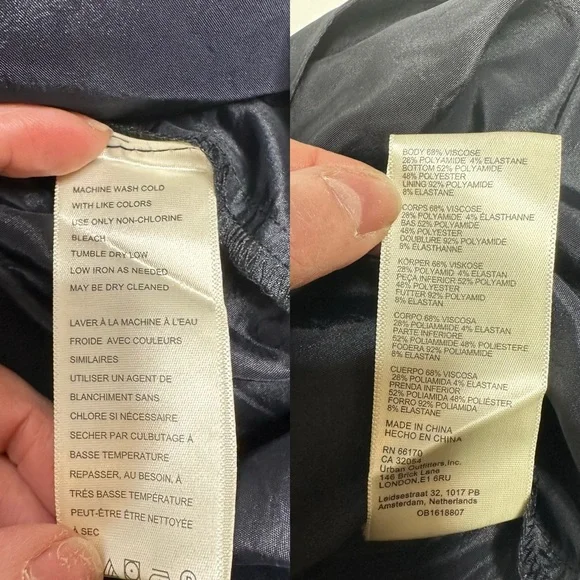 MACHINE WASH COLD
WITH LIKE COLORS
USE ONLY NON-CHLORINE
BLEACH
TUMBLE DRY LOW
LOW IRON AS NEEDED
MAY BE DRY CLEANED
LAVER À LA MACHINE À L'EAU
FROIDE AVEC COULEURS
SIMILAIRES
UTILISER UN AGENT DE
BLANCHIMENT SANS
CHLORE SI NÉCESSAIRE
SECHER PAR CULBUTAGE À
BASSE TEMPERATURE
REPASSER, AU BESOIN, À
TRÈS BASSE TEMPÉRATURE
PEUT-ÊTRE ÊTRE NETTOYÉE
À SEC
BODY 68% VISCOSE
28% POLYAMIDE 4% ELASTANE
BOTTOM 52% POLYAMIDE
48% POLYESTER
LINING 92% POLYAMIDE
8% ELASTANE
CORPS 68% VISCOSE
28% POLYAMIDE 4% ÉLASTHANNE
BAS 52% POLYAMIDE
48% POLYESTER
DOUBLURE 92% POLYAMIDE
8% ÉLASTHANNE
KÖRPER 68% VISCOSE
28% POLYAMID 4% ELASTAN
PEÇA INFERIOR 52% POLYAMID
48% POLYESTER
FUTTER 92% POLYAMID
8% ELASTAN
CORPO 68% VISCOSA
28% POLIAMMIDE 4% ELASTAN
PARTE INFERIORE
52% POLIAMMIDE 48% POLIESTERE
FODERA 92% POLIAMMIDE
8% ELASTAN
CUERPO 68% VISCOSA
28% POLIAMIDA 4% ELASTANE
PRENDA INFERIOR
52% POLIAMIDA 48% POLIÉSTER
FORRO 92% POLIAMIDA
8% ELASTANE
MADE IN CHINA
HECHO EN CHINA
RN 66170
CA 32054
Urban Outfitters,Inc.
146 Brick Lane
LONDON,E1 6RU
Leidsestraat 32, 1017 PB
Amsterdam, Netherlands
OB1618807